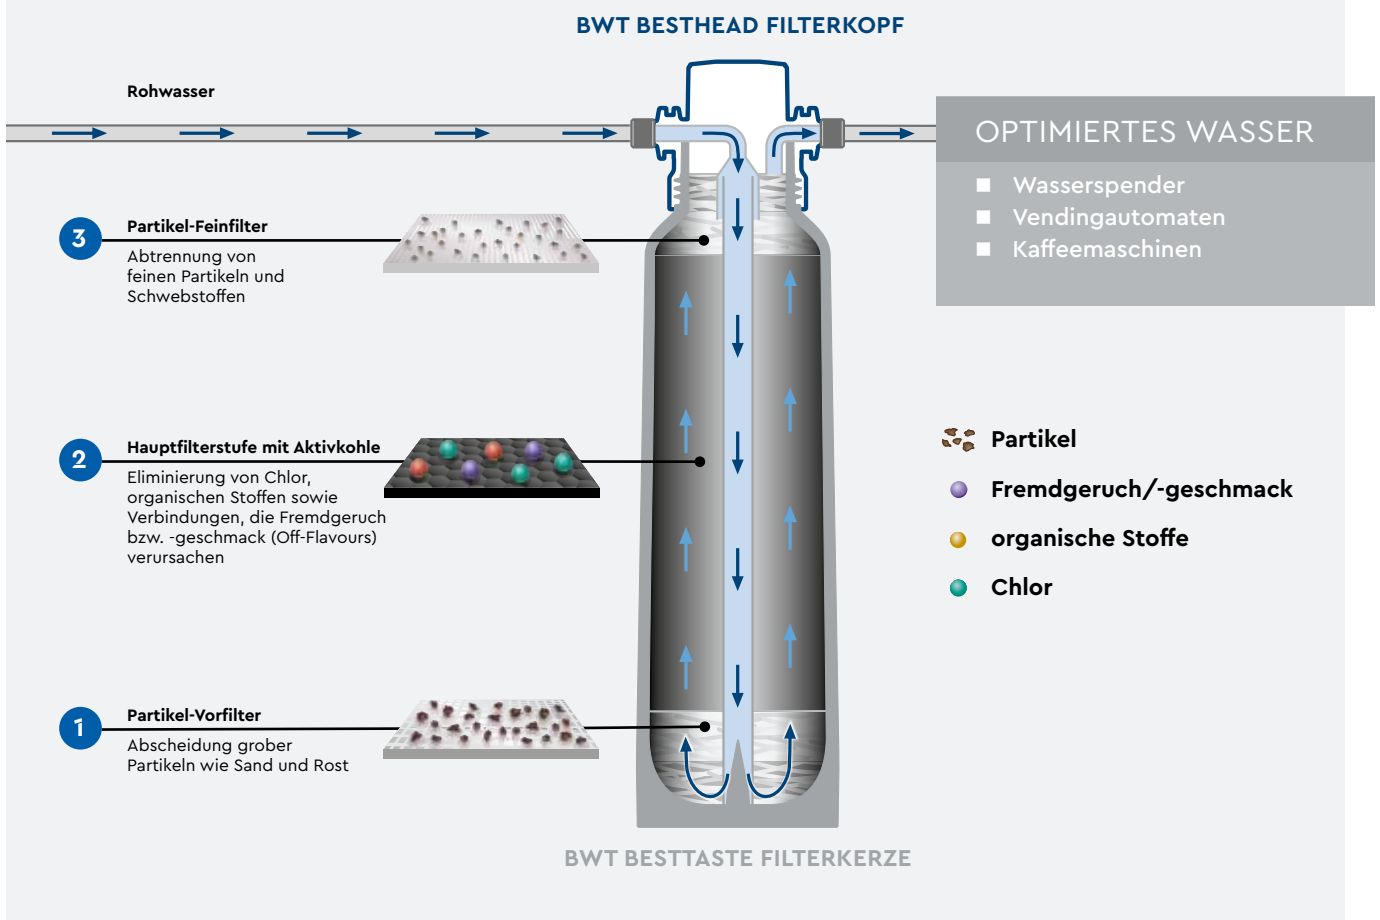 BWT BESTHEAD FILTERKOPF
Rohwasser
OPTIMIERTES WASSER
Wasserspender
Vendingautomaten
Kaffeemaschinen
3
Partikel-Feinfilter
Abtrennung von
feinen Partikeln und
Schwebstoffen
2
Hauptfilterstufe mit Aktivkohle
Eliminierung von Chlor,
organischen Stoffen sowie
Verbindungen, die Fremdgeruch
bzw. -geschmack (Off-Flavours)
verursachen
Partikel
Fremdgeruch/-geschmack
organische Stoffe
Chlor
1
Partikel-Vorfilter
Abscheidung grober
Partikeln wie Sand und Rost
BWT BESTTASTE FILTERKERZE